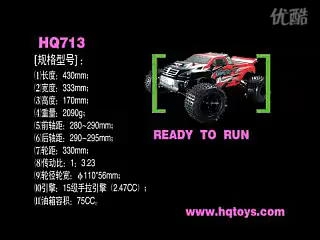 优酷
HQ713
[规格型号]:
⑴长度: 430mm;
⑵宽度: 333mm;
⑶高度: 170mm;
⑷重量: 2090g;
⑸前轴距: 280~290mm;
⑹后轴距: 290~295mm;
⑺轮距: 330mm;
⑻传动比: 1; 3.23
⑼轮径轮宽: φ110*56mm;
⑽引擎: 15级手拉引擎 (2.47CC);
⑾油箱容积: 75CC。
READY TO RUN
www.hqtoys.com